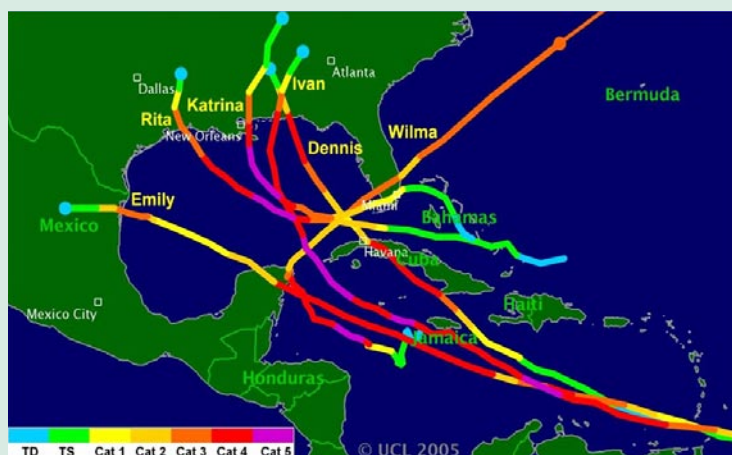 Ivan
Atlanta
Dallas
Katrina
Bermuda
Rita
New Orleans
Wilma
Dennis
Emily
Miami
Bahamas
Mexico
Havana
Cuba
Mexico City
Haiti
Jamaica
Honduras
© UCL 2005
TD TS Cat 1 Cat 2 Cat 3 Cat 4 Cat 5